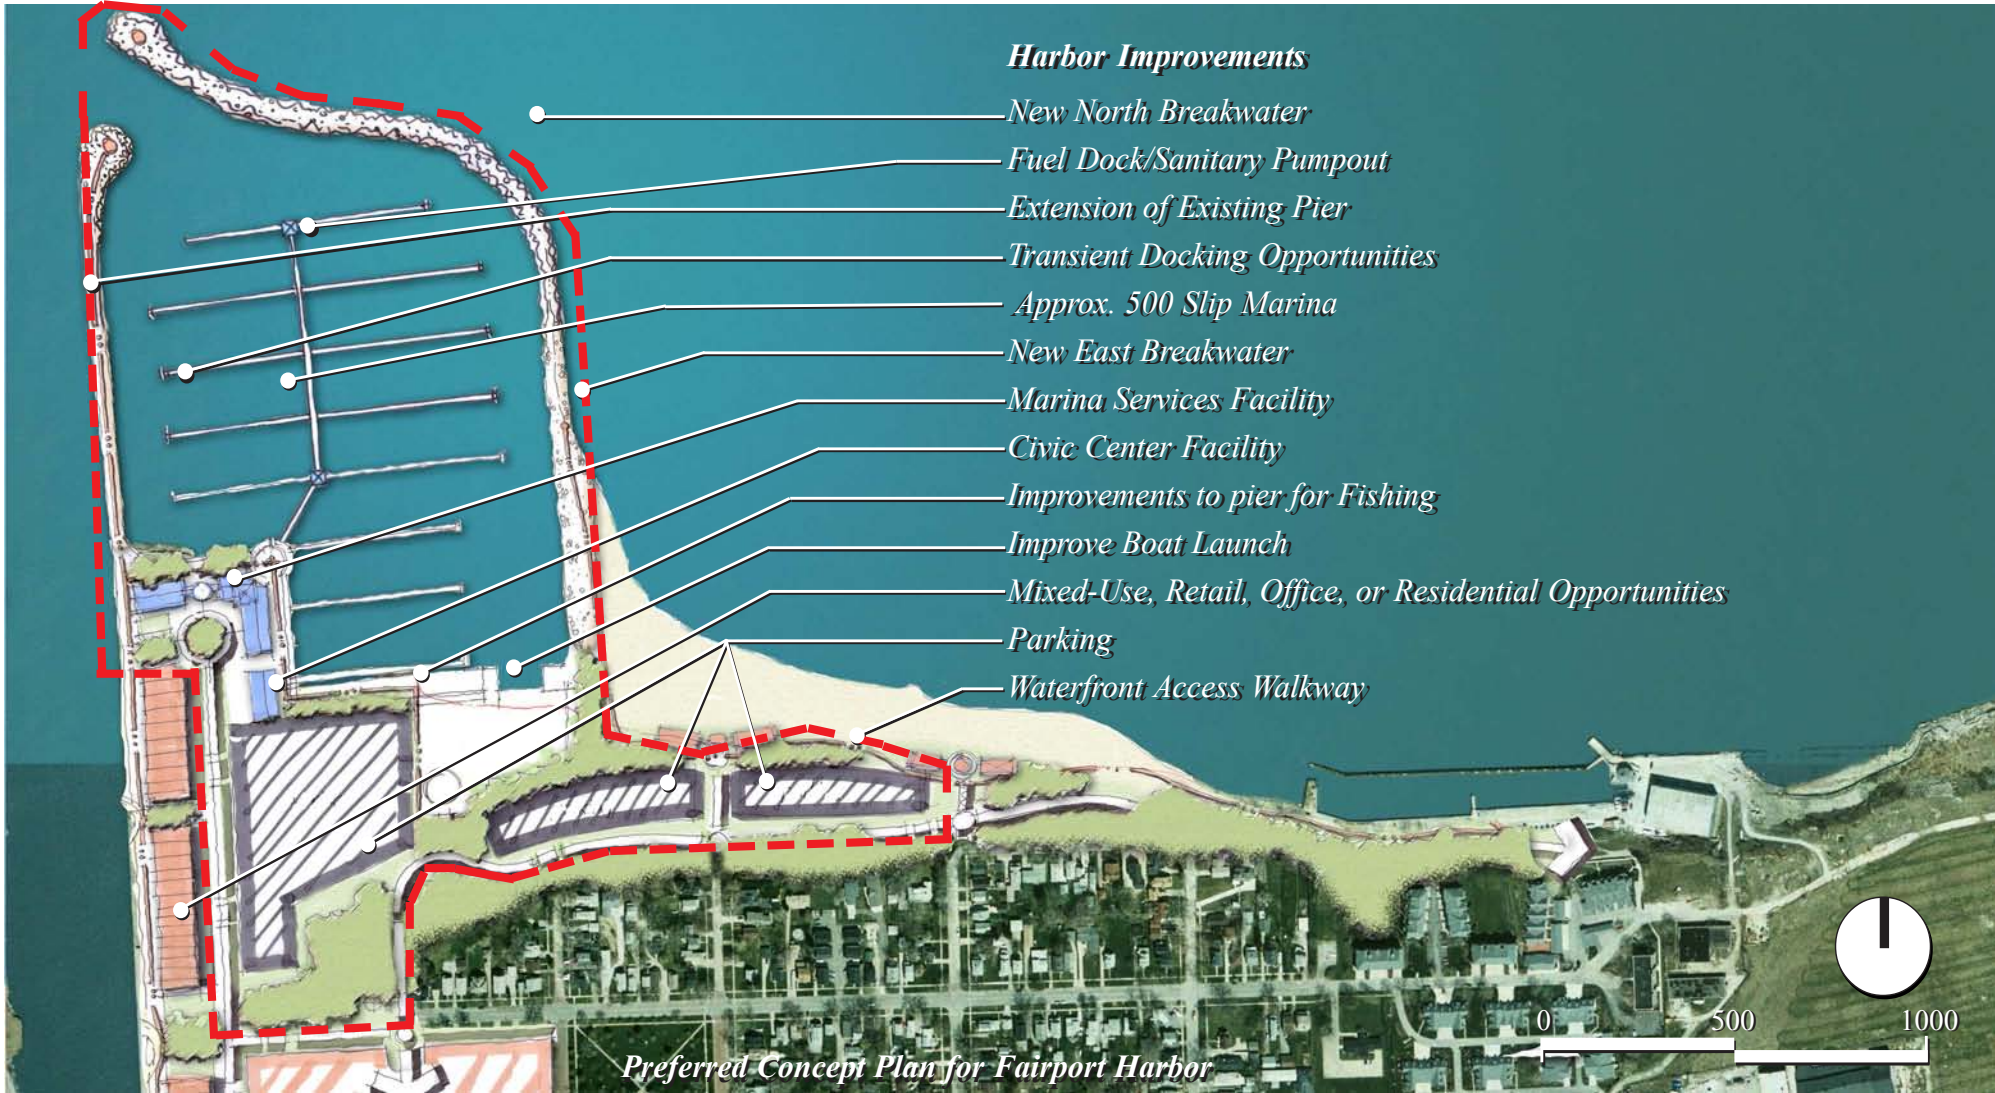 Harbor Improvements
New North Breakwater
Fuel Dock/Sanitary Pumpout
Extension of Existing Pier
Transient Docking Opportunities
Approx. 500 Slip Marina
New East Breakwater
Marina Services Facility
Civic Center Facility
Improvements to pier for Fishing
Improve Boat Launch
Mixed-Use, Retail, Office, or Residential Opportunities
Parking
Waterfront Access Walkway
0 500 1000
Preferred Concept Plan for Fairport Harbor